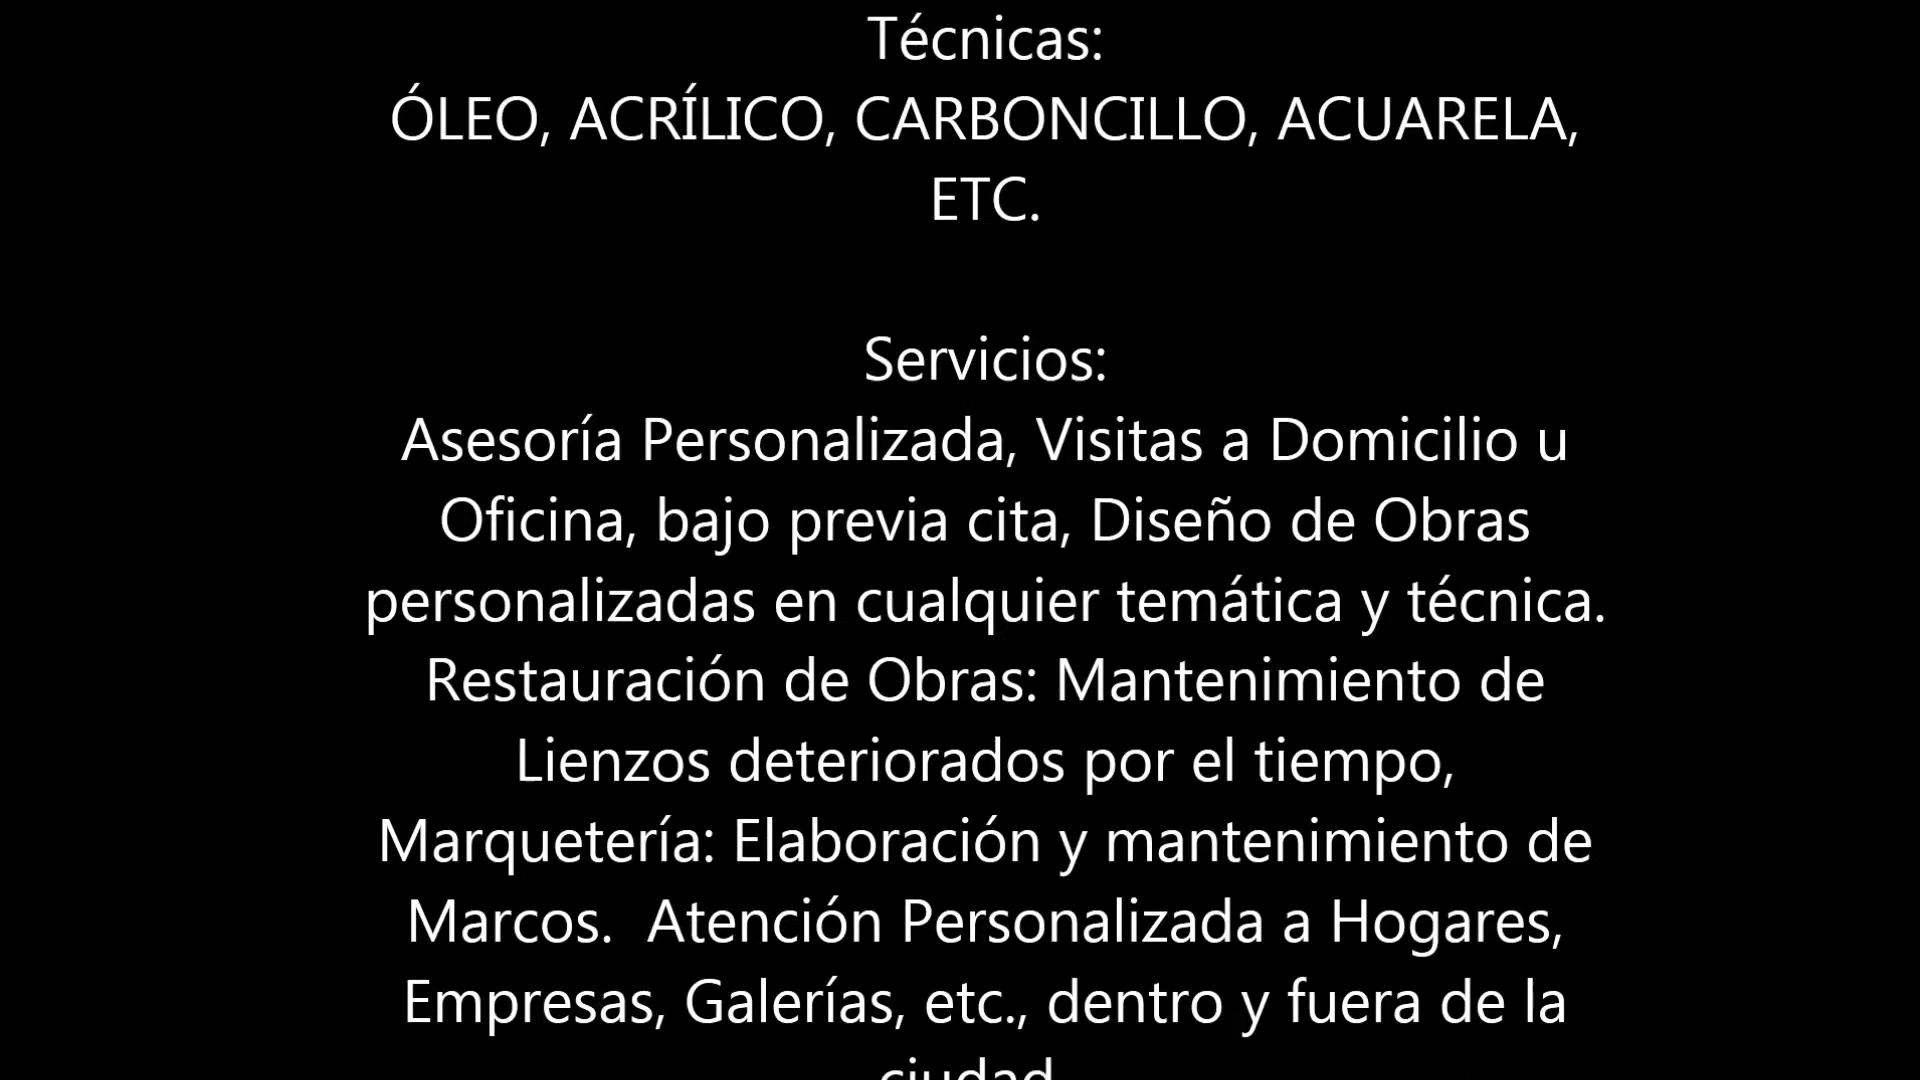 Técnicas:
ÓLEO, ACRÍLICO, CARBONCILLO, ACUARELA,
ETC.
Servicios:
Asesoría Personalizada, Visitas a Domicilio u
Oficina, bajo previa cita, Diseño de Obras
personalizadas en cualquier temática y técnica.
Restauración de Obras: Mantenimiento de
Lienzos deteriorados por el tiempo,
Marquetería: Elaboración y mantenimiento de
Marcos.  Atención Personalizada a Hogares,
Empresas, Galerías, etc., dentro y fuera de la
ciudad